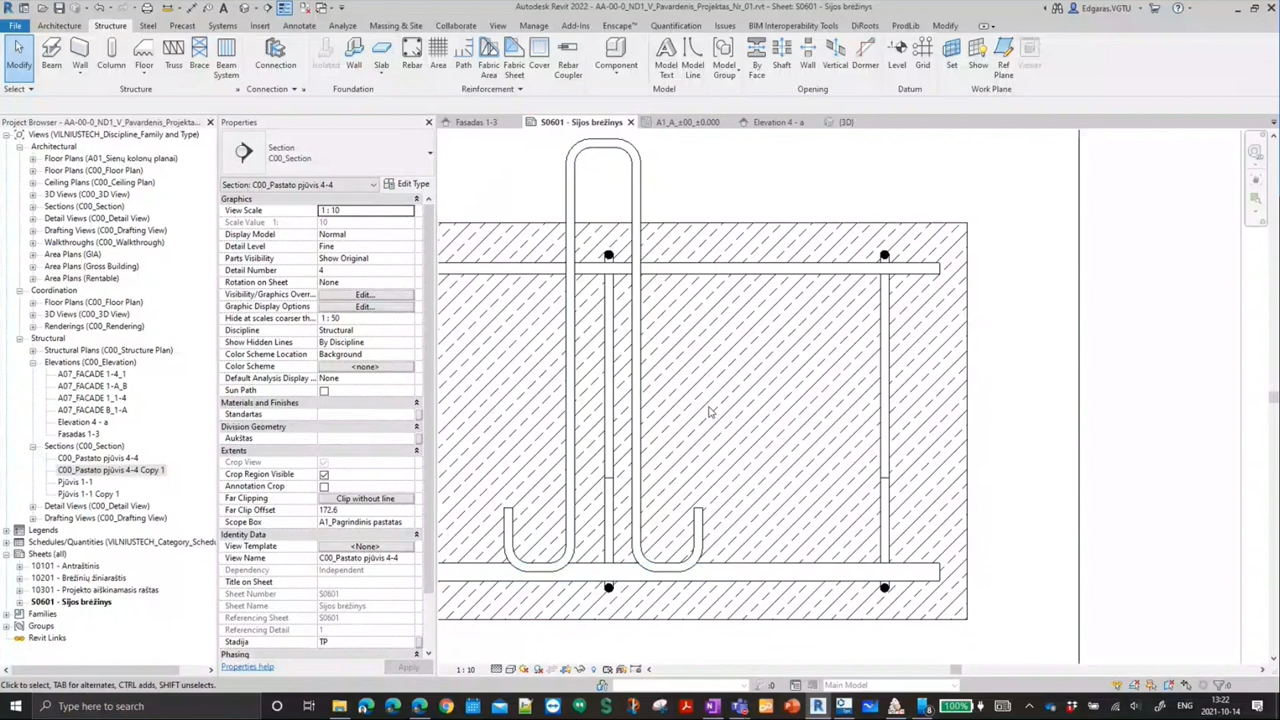 Autodesk Revit 2022 - AA-00-0_ND1_V_Pavardenis_Projektas_Nr_01.rvt - Sheet: S0601 - Sijos brėžinys
Edgaras.VGTU
File Architecture Structure Steel Precast Systems Insert Annotate Analyze Massing & Site Collaborate View Manage Add-Ins Enscape™ Quantification Issues BIM Interoperability Tools DiRoots ProdLib Modify
Modify Beam Wall Column Floor Truss Brace Beam System Connection Isolated Wall Slab Rebar Area Path Fabric Area Fabric Sheet Cover Rebar Coupler Component Model Text Model Line Model Group By Face Shaft Wall Vertical Dormer Level Grid Set Show Ref Plane Viewer
Select Structure Connection Foundation Reinforcement Model Opening Datum Work Plane
Project Browser - AA-00-0_ND1_V_Pavardenis_Projekta...
Views (VILNIUSTECH_Discipline_Family and Type)
Architectural
Floor Plans (A01_Sienų kolonų planai)
Floor Plans (C00_Floor Plan)
Ceiling Plans (C00_Ceiling Plan)
3D Views (C00_3D View)
Sections (C00_Section)
Detail Views (C00_Detail View)
Drafting Views (C00_Drafting View)
Walkthroughs (C00_Walkthrough)
Area Plans (GIA)
Area Plans (Gross Building)
Area Plans (Rentable)
Coordination
Floor Plans (C00_Floor Plan)
3D Views (C00_3D View)
Renderings (C00_Rendering)
Structural
Structural Plans (C00_Structure Plan)
Elevations (C00_Elevation)
A07_FACADE 1-4_1
A07_FACADE 1-A_B
A07_FACADE 1_1-4
A07_FACADE B_1-A
Elevation 4 - a
Fasadas 1-3
Sections (C00_Section)
C00_Pastato pjūvis 4-4
C00_Pastato pjūvis 4-4 Copy 1
Pjūvis 1-1
Pjūvis 1-1 Copy 1
Detail Views (C00_Detail View)
Drafting Views (C00_Drafting View)
Legends
Schedules/Quantities (VILNIUSTECH_Category_Schedu
Sheets (all)
10101 - Antraštinis
10201 - Brėžinių žiniaraštis
10301 - Projekto aiškinamasis raštas
S0601 - Sijos brėžinys
Families
Groups
Revit Links
Properties
Section
C00_Section
Section: C00_Pastato pjūvis 4-4 Edit Type
Graphics
View Scale 1 : 10
Scale Value 1: 10
Display Model Normal
Detail Level Fine
Parts Visibility Show Original
Detail Number 4
Rotation on Sheet None
Visibility/Graphics Over... Edit...
Graphic Display Options Edit...
Hide at scales coarser th... 1 : 50
Discipline Structural
Show Hidden Lines By Discipline
Color Scheme Location Background
Color Scheme <none>
Default Analysis Display ... None
Sun Path
Materials and Finishes
Standartas
Division Geometry
Aukštas
Extents
Crop View
Crop Region Visible
Annotation Crop
Far Clipping Clip without line
Far Clip Offset 172.6
Scope Box A1_Pagrindinis pastatas
Identity Data
View Template <None>
View Name C00_Pastato pjūvis 4-4
Dependency Independent
Title on Sheet
Sheet Number S0601
Sheet Name Sijos brėžinys
Referencing Sheet S0601
Referencing Detail 1
Stadija TP
Phasing
Properties help Apply
Fasadas 1-3 S0601 - Sijos brėžinys A1_A_±00_±0.000 Elevation 4 - a {3D}
1 : 10
Click to select, TAB for alternates, CTRL adds, SHIFT unselects.
:0 Main Model :0
Type here to search
100%
13:22
2021-10-14